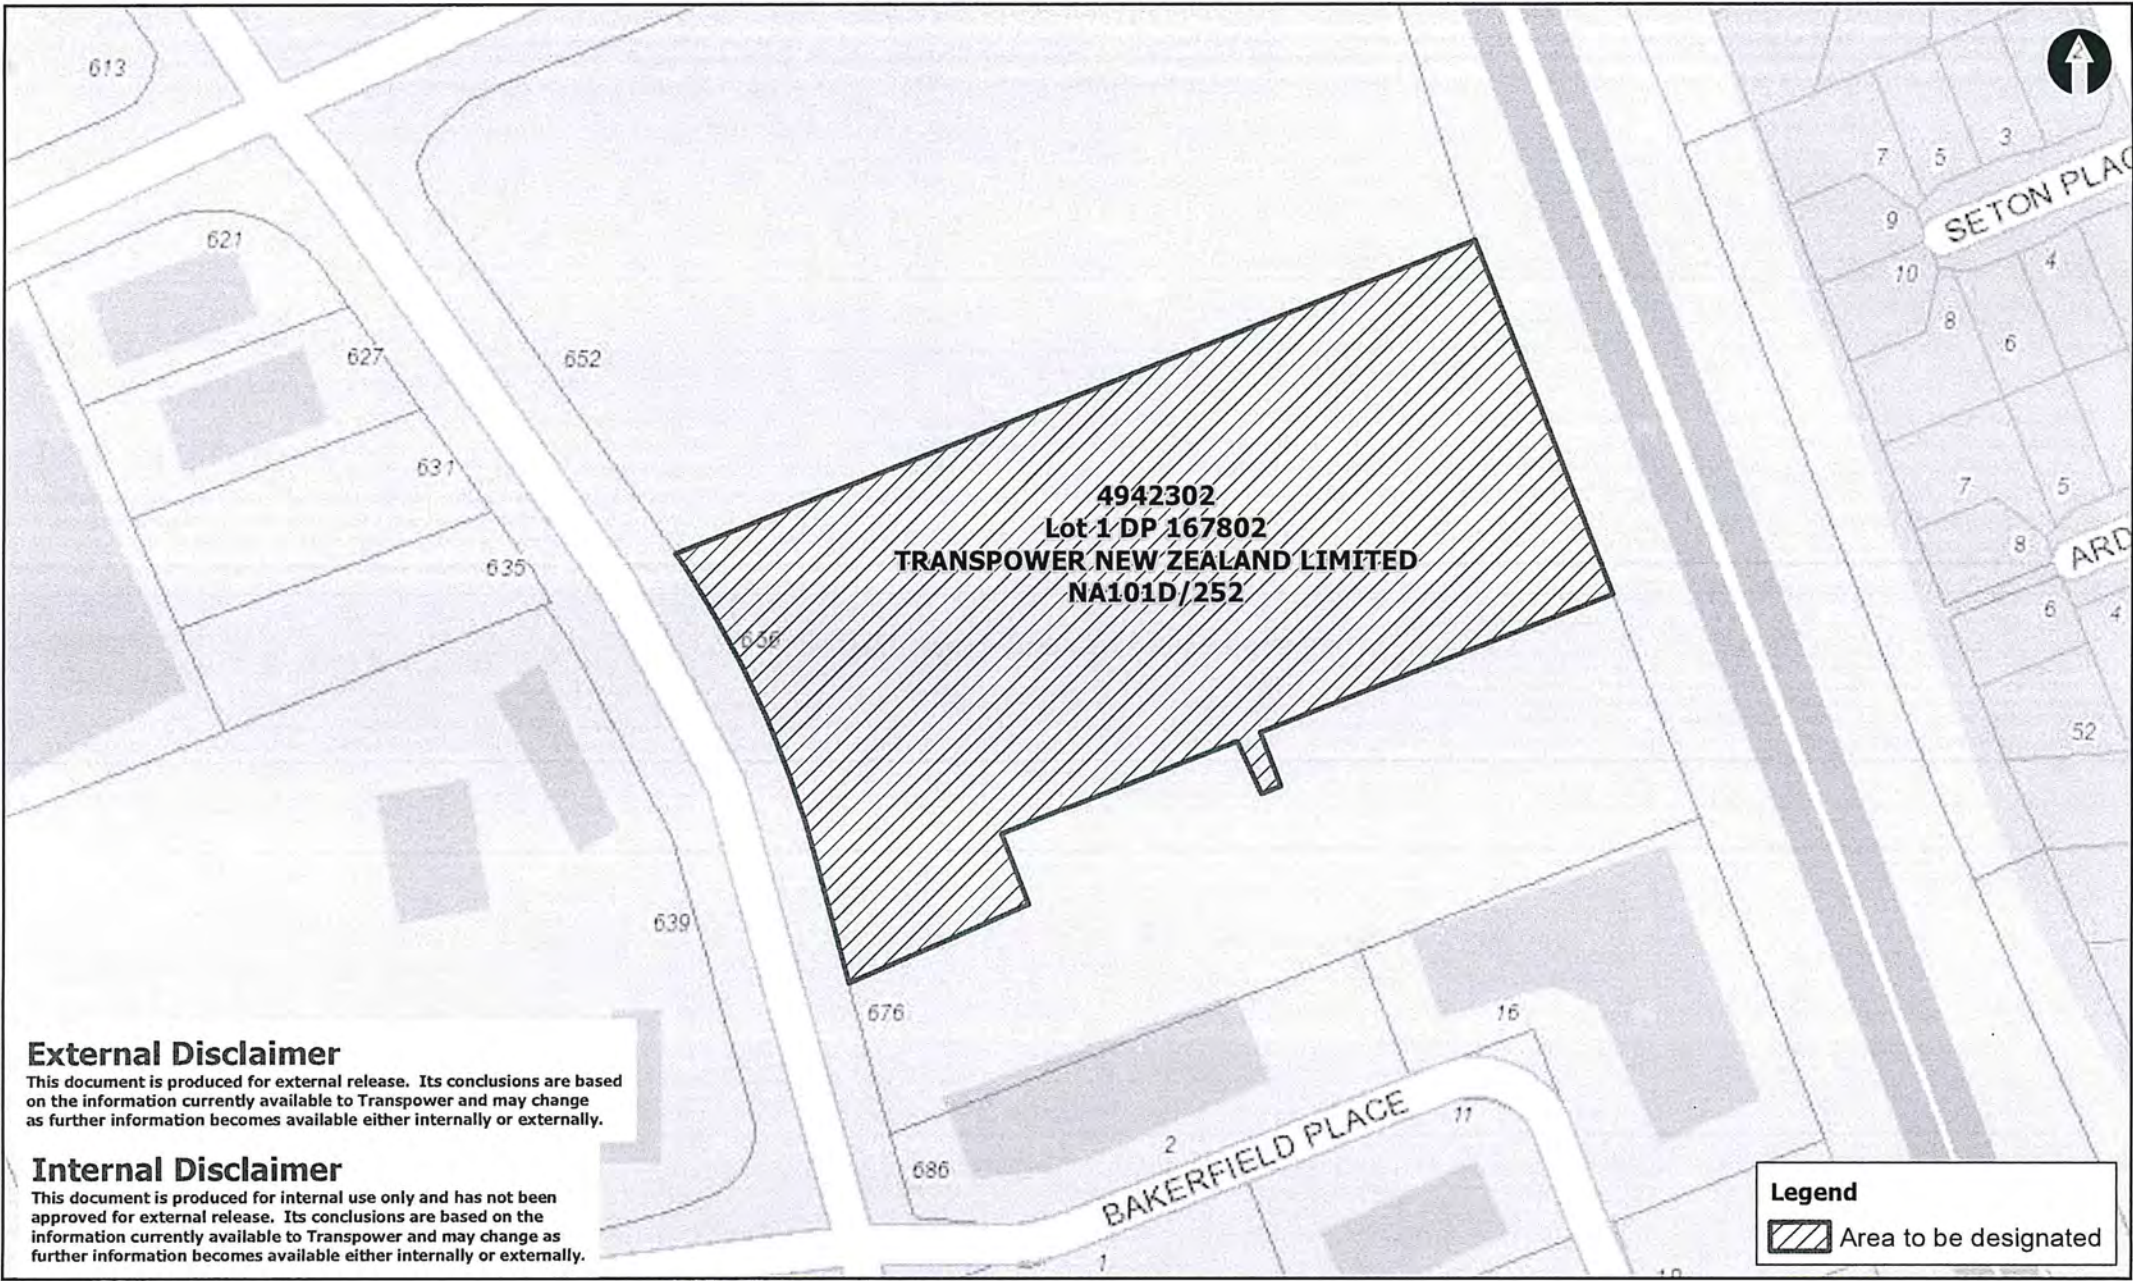 613
621
627
652
631
635
636
639
7
5
3
SETON PLAC
9
10
4
8
6
7
5
8
ARD
6
4
52
4942302
Lot 1 DP 167802
TRANSPOWER NEW ZEALAND LIMITED
NA101D/252
676
16
11
BAKERFIELD PLACE
2
686
1
External Disclaimer
This document is produced for external release. Its conclusions are based
on the information currently available to Transpower and may change
as further information becomes available either internally or externally.
Internal Disclaimer
This document is produced for internal use only and has not been
approved for external release. Its conclusions are based on the
information currently available to Transpower and may change as
further information becomes available either internally or externally.
Legend
Area to be designated